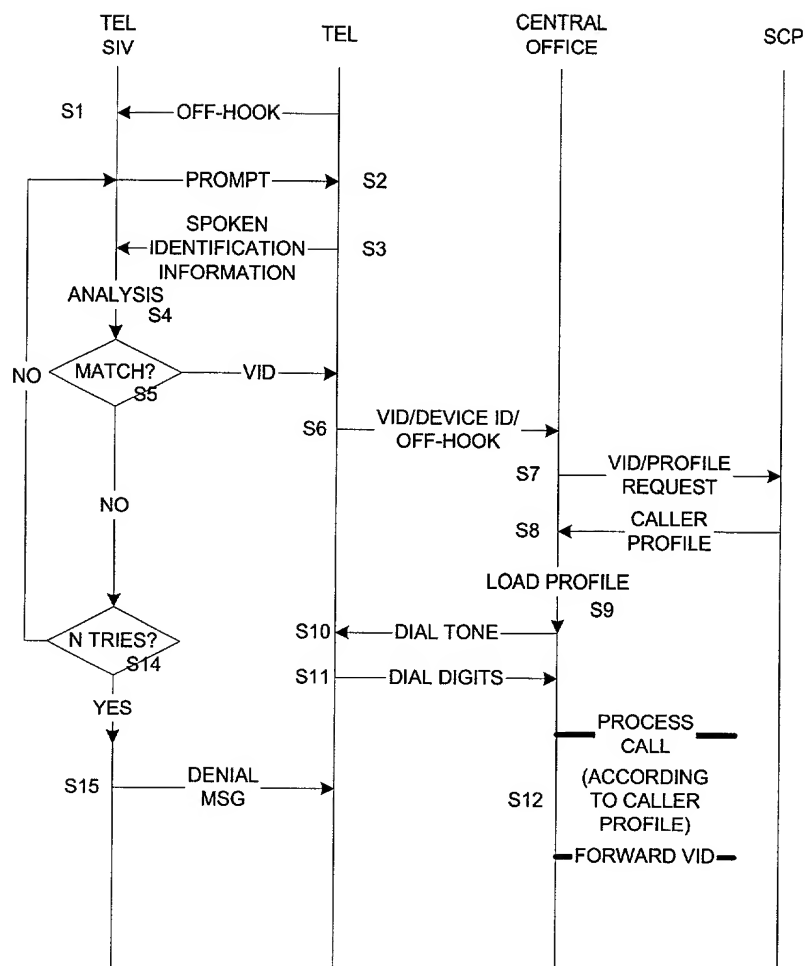 TEL
SIV
TEL
CENTRAL
OFFICE
SCP
S1
OFF-HOOK
PROMPT
S2
SPOKEN
IDENTIFICATION
INFORMATION
S3
ANALYSIS
S4
NO
MATCH?
S5
VID
S6
VID/DEVICE ID/
OFF-HOOK
S7
VID/PROFILE
REQUEST
NO
S8
CALLER
PROFILE
LOAD PROFILE
S9
N TRIES?
S14
S10
DIAL TONE
S11
DIAL DIGITS
YES
PROCESS
CALL
S15
DENIAL
MSG
S12
(ACCORDING
TO CALLER
PROFILE)
FORWARD VID